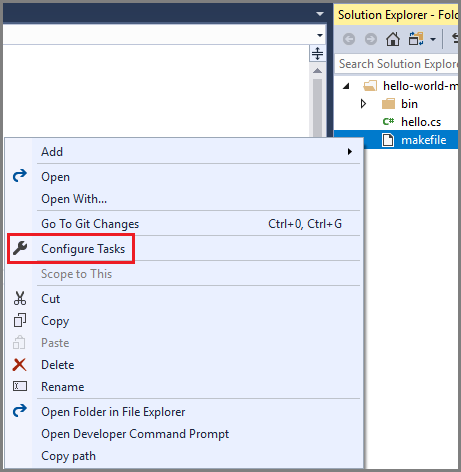 Solution Explorer - Fol
Search Solution Explor
hello-world-m
bin
C# hello.cs
makefile
Add
Open
Open With...
Go To Git Changes Ctrl+0, Ctrl+G
Configure Tasks
Scope to This
Cut
Copy
Paste
Delete
Rename
Open Folder in File Explorer
Open Developer Command Prompt
Copy path